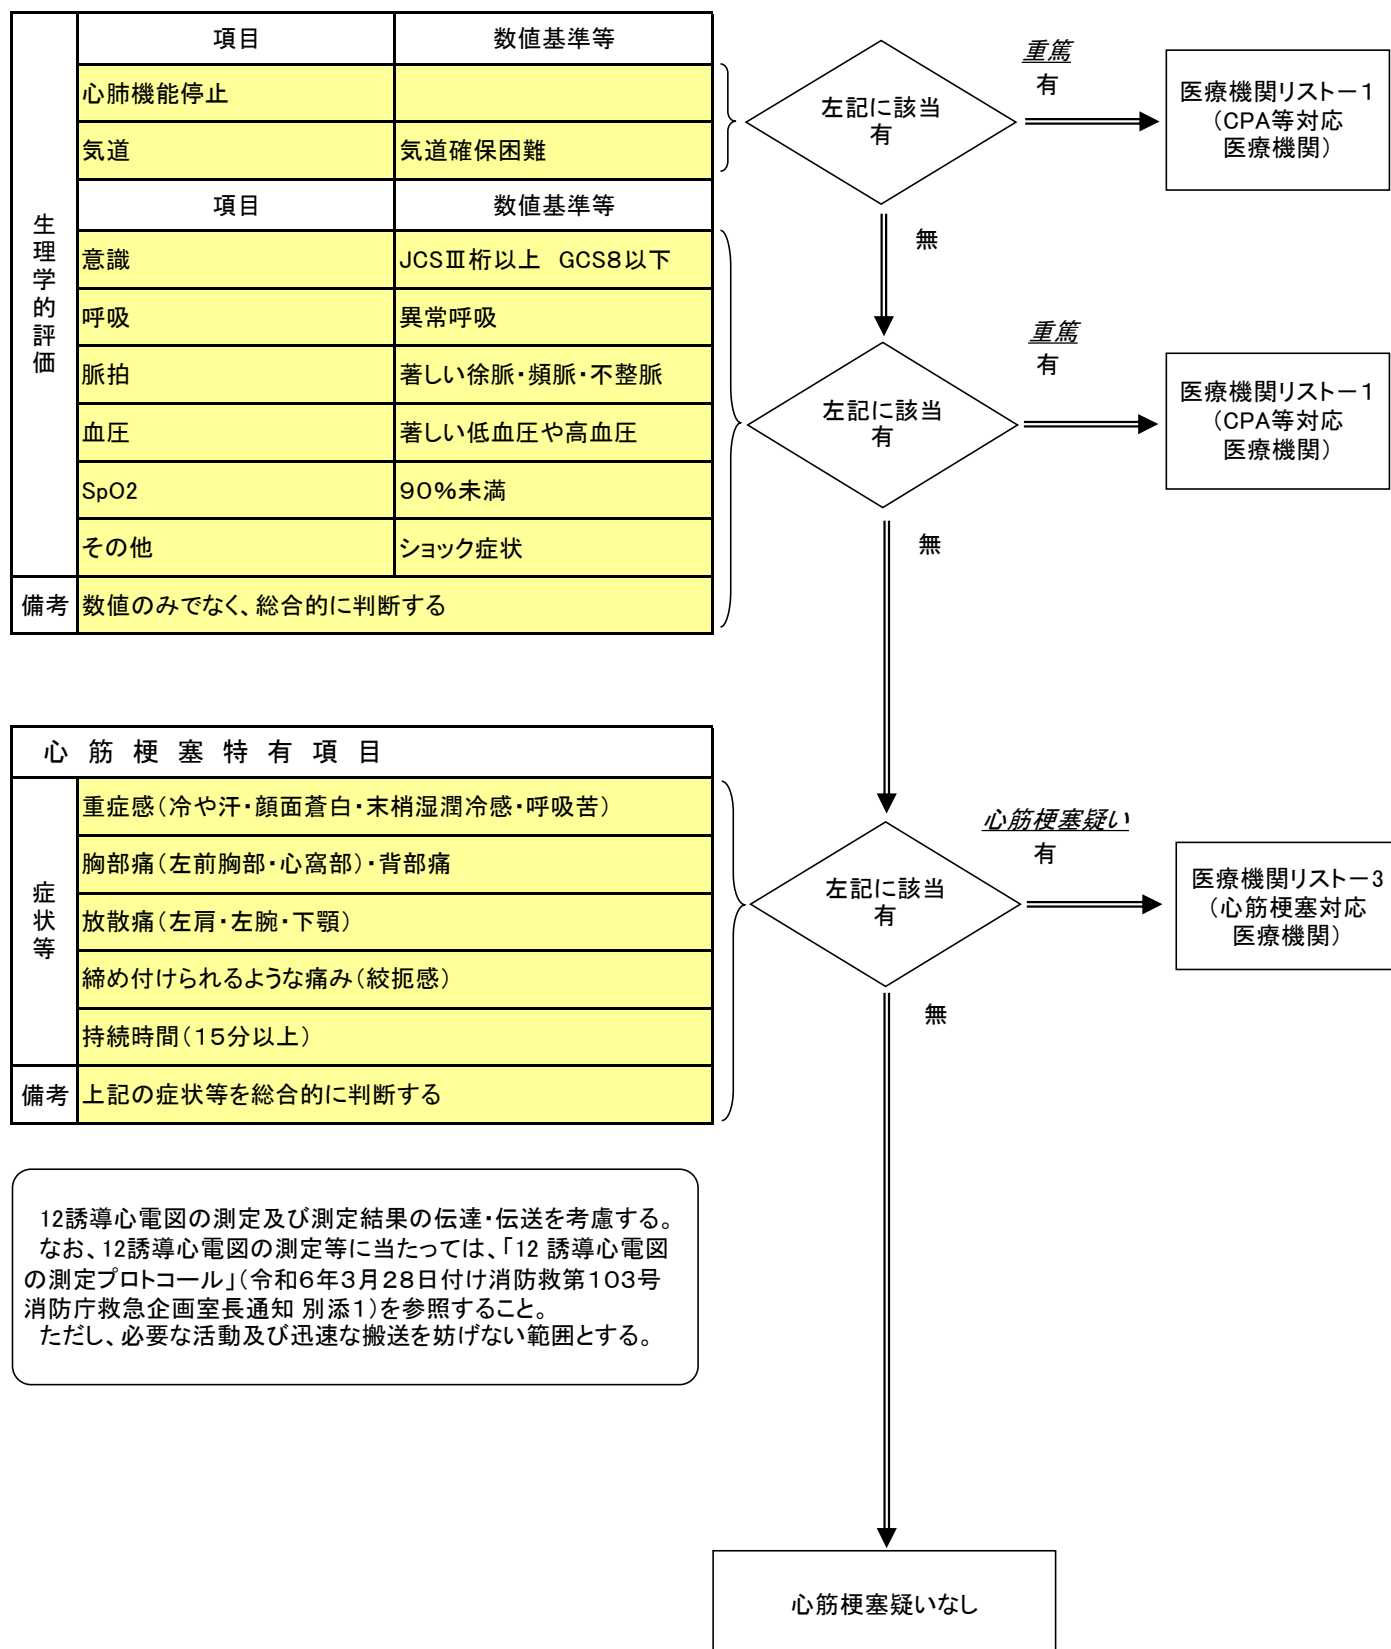 項目 数値基準等
心肺機能停止
気道 気道確保困難
項目 数値基準等
生理学的評価
意識 JCSⅢ桁以上 GCS8以下
呼吸 異常呼吸
脈拍 著しい徐脈・頻脈・不整脈
血圧 著しい低血圧や高血圧
SpO2 90%未満
その他 ショック症状
備考 数値のみでなく、総合的に判断する
左記に該当
有
重篤
有
医療機関リストー1
(CPA等対応
医療機関)
無
左記に該当
有
重篤
有
医療機関リストー1
(CPA等対応
医療機関)
無
心筋梗塞特有項目
症状等
重症感(冷や汗・顔面蒼白・末梢湿潤冷感・呼吸苦)
胸部痛(左前胸部・心窩部)・背部痛
放散痛(左肩・左腕・下顎)
締め付けられるような痛み(絞扼感)
持続時間(15分以上)
備考 上記の症状等を総合的に判断する
左記に該当
有
心筋梗塞疑い
有
医療機関リストー3
(心筋梗塞対応
医療機関)
無
12誘導心電図の測定及び測定結果の伝達・伝送を考慮する。
なお、12誘導心電図の測定等に当たっては、「12 誘導心電図
の測定プロトコール」(令和6年3月28日付け消防救第103号
消防庁救急企画室長通知 別添1)を参照すること。
ただし、必要な活動及び迅速な搬送を妨げない範囲とする。
心筋梗塞疑いなし